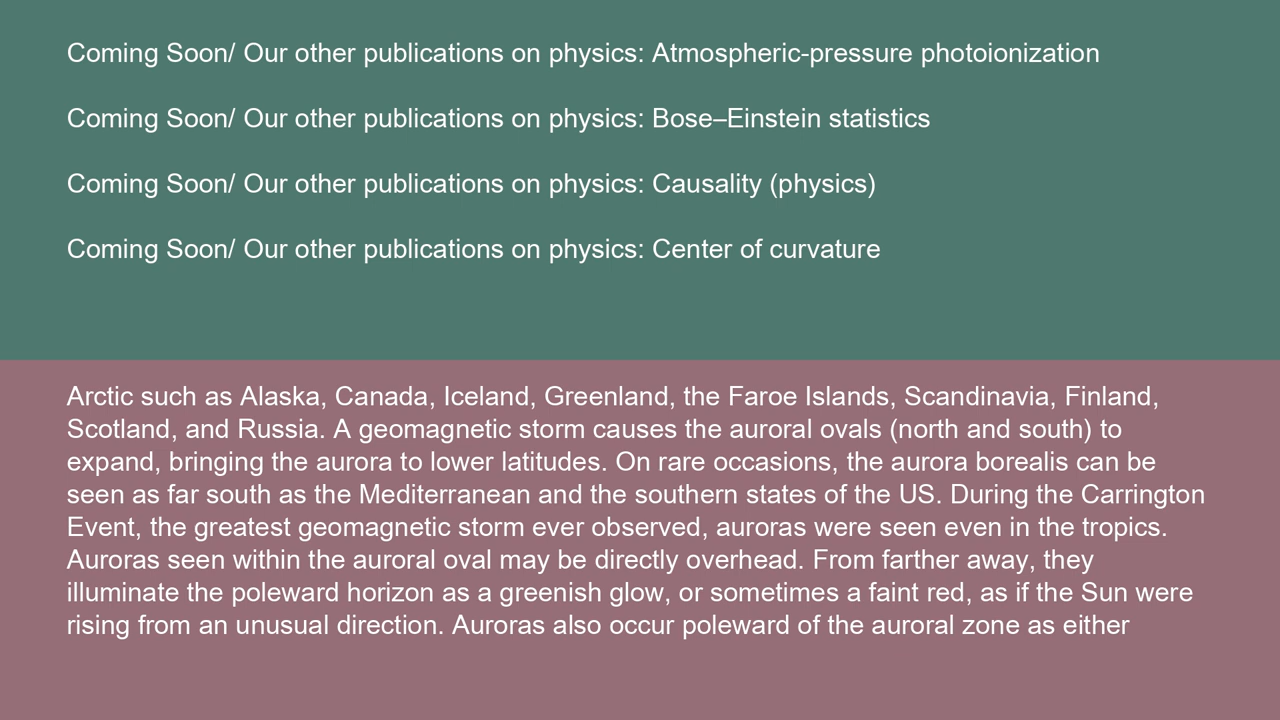 Coming Soon/ Our other publications on physics: Atmospheric-pressure photoionization
Coming Soon/ Our other publications on physics: Bose–Einstein statistics
Coming Soon/ Our other publications on physics: Causality (physics)
Coming Soon/ Our other publications on physics: Center of curvature
Arctic such as Alaska, Canada, Iceland, Greenland, the Faroe Islands, Scandinavia, Finland,
Scotland, and Russia. A geomagnetic storm causes the auroral ovals (north and south) to
expand, bringing the aurora to lower latitudes. On rare occasions, the aurora borealis can be
seen as far south as the Mediterranean and the southern states of the US. During the Carrington
Event, the greatest geomagnetic storm ever observed, auroras were seen even in the tropics.
Auroras seen within the auroral oval may be directly overhead. From farther away, they
illuminate the poleward horizon as a greenish glow, or sometimes a faint red, as if the Sun were
rising from an unusual direction. Auroras also occur poleward of the auroral zone as either